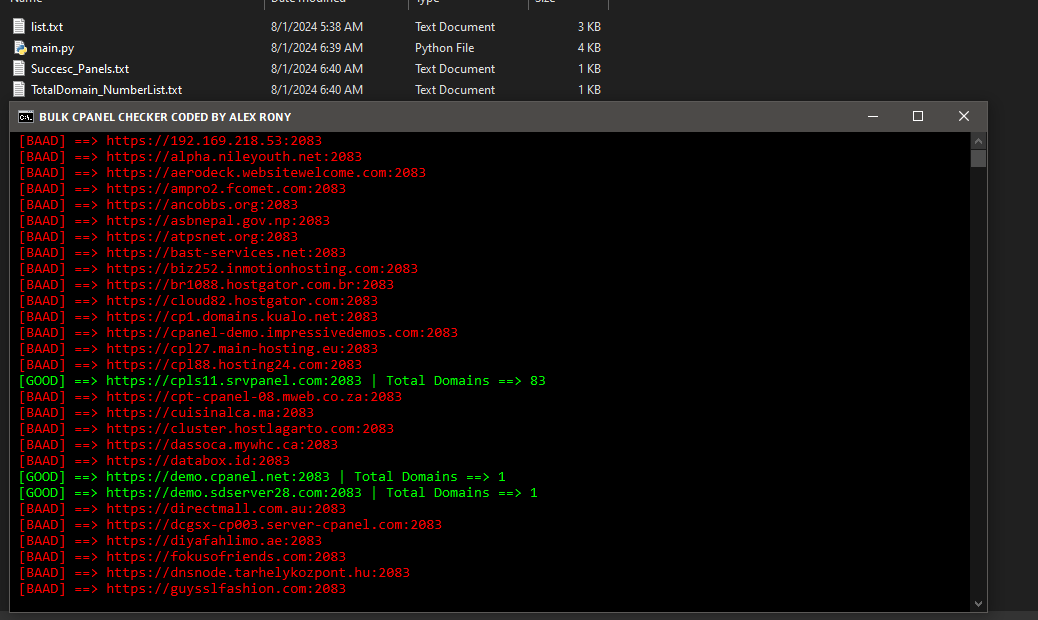 Name Date modified Type Size
list.txt 8/1/2024 5:38 AM Text Document 3 KB
main.py 8/1/2024 6:39 AM Python File 4 KB
Succesc_Panels.txt 8/1/2024 6:40 AM Text Document 1 KB
TotalDomain_NumberList.txt 8/1/2024 6:40 AM Text Document 1 KB
BULK CPANEL CHECKER CODED BY ALEX RONY
[BAAD] ==> https://192.169.218.53:2083
[BAAD] ==> https://alpha.nileyouth.net:2083
[BAAD] ==> https://aerodeck.websitewelcome.com:2083
[BAAD] ==> https://ampro2.fcomet.com:2083
[BAAD] ==> https://ancobbs.org:2083
[BAAD] ==> https://asbnepal.gov.np:2083
[BAAD] ==> https://atpsnet.org:2083
[BAAD] ==> https://bast-services.net:2083
[BAAD] ==> https://biz252.inmotionhosting.com:2083
[BAAD] ==> https://br1088.hostgator.com.br:2083
[BAAD] ==> https://cloud82.hostgator.com:2083
[BAAD] ==> https://cp1.domains.kualo.net:2083
[BAAD] ==> https://cpanel-demo.impressivedemos.com:2083
[BAAD] ==> https://cpl27.main-hosting.eu:2083
[BAAD] ==> https://cpl88.hosting24.com:2083
[GOOD] ==> https://cpls11.srvpanel.com:2083 | Total Domains ==> 83
[BAAD] ==> https://cpt-cpanel-08.mweb.co.za:2083
[BAAD] ==> https://cuisinalca.ma:2083
[BAAD] ==> https://cluster.hostlagarto.com:2083
[BAAD] ==> https://dassoca.mywhc.ca:2083
[BAAD] ==> https://databox.id:2083
[GOOD] ==> https://demo.cpanel.net:2083 | Total Domains ==> 1
[GOOD] ==> https://demo.sdserver28.com:2083 | Total Domains ==> 1
[BAAD] ==> https://directmall.com.au:2083
[BAAD] ==> https://dcgsx-cp003.server-cpanel.com:2083
[BAAD] ==> https://diyafahlimo.ae:2083
[BAAD] ==> https://fokusofriends.com:2083
[BAAD] ==> https://dnsnode.tarhelykozpont.hu:2083
[BAAD] ==> https://guysslfashion.com:2083